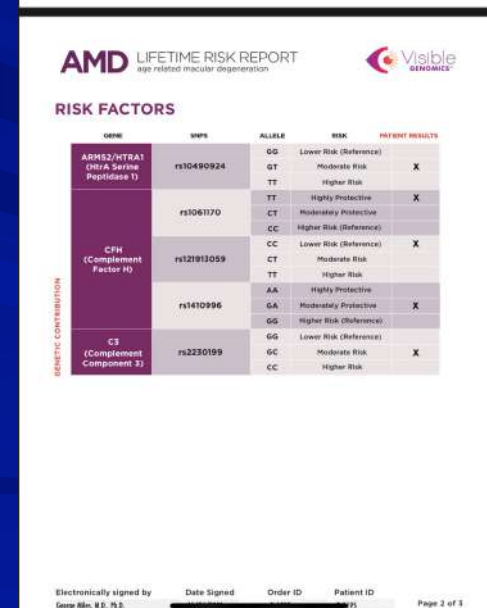 AMD LIFETIME RISK REPORT
age related macular degeneration
Visible
GENOMICS
RISK FACTORS
GENE SNPS ALLELE RISK PATIENT RESULTS
ARMS2/HTRA1
(HtrA Serine
Peptidase 1)
rs10490924
GG Lower Risk (Reference)
GT Moderate Risk X
TT Higher Risk
CFH
(Complement
Factor H)
rs1061170
TT Highly Protective X
CT Moderately Protective
CC Higher Risk (Reference)
rs121913059
CC Lower Risk (Reference) X
CT Moderate Risk
TT Higher Risk
rs1410996
AA Highly Protective
GA Moderately Protective X
GG Higher Risk (Reference)
C3
(Complement
Component 3)
rs2230199
GG Lower Risk (Reference)
GC Moderate Risk X
CC Higher Risk
GENETIC CONTRIBUTION
Electronically signed by Date Signed Order ID Patient ID
George M.D. Ph.D.
Page 2 of 3